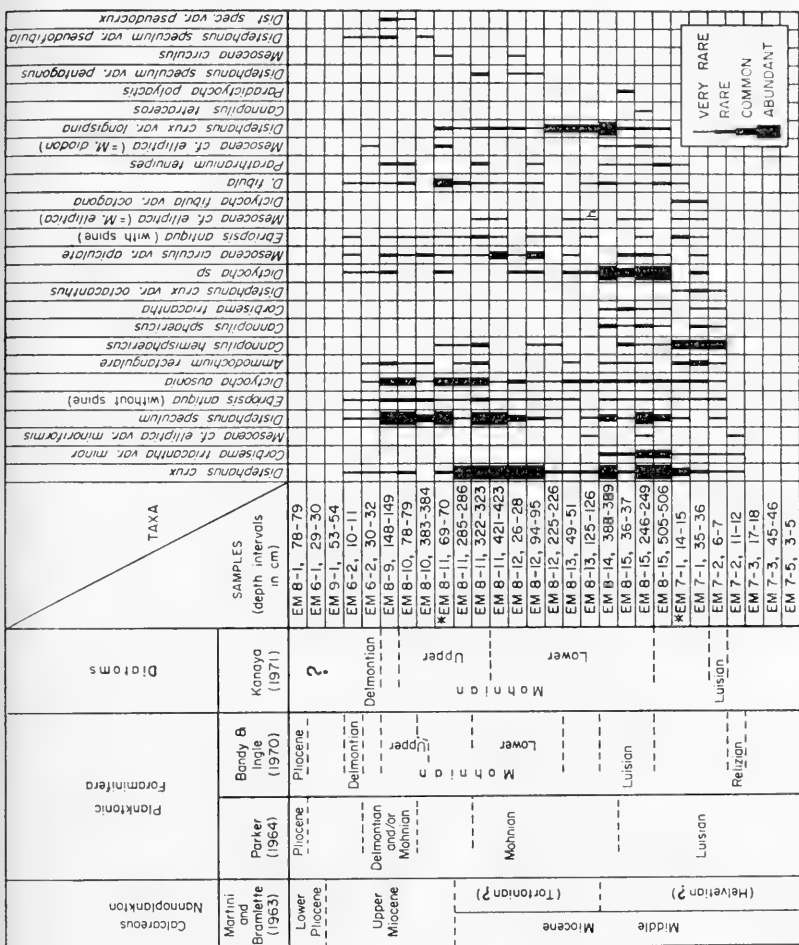 Dist spec. var. pseudocrux
Distephanus speculum var. pseudofibula
Mesocena circulus
Distephanus speculum var. pentagonus
Paradictyocha polyactis
Cannopilus tetraceros
Distephanus crux var. longispina
Mesocena cf. elliptica (= M. diodon)
Parathranium tenuipes
D. fibula
Dictyocha fibula var. octagona
Mesocena cf. elliptica (= M. elliptica)
Ebriopsis antiqua (with spine)
Mesocena circulus var. apiculata
Dictyocha sp
Distephanus crux var. octacanthus
Corbisema triacantha
Cannopilus sphaericus
Cannopilus hemisphaericus
Ammodochium rectangulare
Dictyocha ausonia
Ebriopsis antiqua (without spine)
Distephanus speculum
Mesocena cf. elliptica var. minoriformis
Corbisema triacantha var. minor
Distephanus crux
VERY RARE
RARE
COMMON
ABUNDANT
TAXA
SAMPLES
(depth intervals
in cm)
EM 8-1, 78-79
EM 6-1, 29-30
EM 9-1, 53-54
EM 6-2, 10-11
EM 6-2, 30-32
EM 8-9, 148-149
EM 8-10, 78-79
EM 8-10, 383-384
*EM 8-11, 69-70
EM 8-11, 285-286
EM 8-11, 322-323
EM 8-11, 421-423
EM 8-12, 26-28
EM 8-12, 94-95
EM 8-12, 225-226
EM 8-13, 49-51
EM 8-13, 125-126
EM 8-14, 388-389
EM 8-15, 36-37
EM 8-15, 246-249
EM 8-15, 505-506
*EM 7-1, 14-15
EM 7-1, 35-36
EM 7-2, 6-7
EM 7-2, 11-12
EM 7-3, 17-18
EM 7-3, 45-46
EM 7-5, 3-5
Diatoms
Kanaya
(1971)
?
Delmontian
Upper
Lower
Mohnian
Luisian
Planktonic
Foraminifera
Bandy &
Ingle
(1970)
Pliocene
Delmontian
Upper
Lower
Mohnian
Luisian
Relizian
Parker
(1964)
Pliocene
Delmontian
and/or
Mohnian
Mohnian
Luisian
Calcareous
Nannoplankton
Martini
and
Bramlette
(1963)
Lower
Pliocene
Upper
Miocene
(Tortonian?)
(Helvetian?)
Middle
Miocene